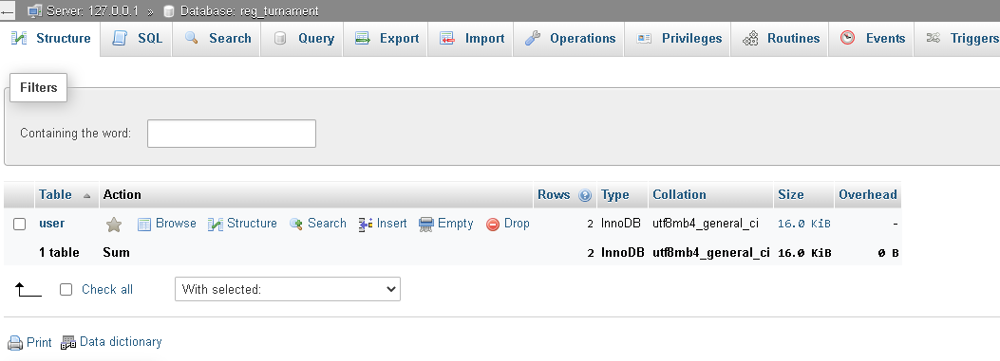 Server: 127.0.0.1 » Database: reg_turnament
Structure SQL Search Query Export Import Operations Privileges Routines Events Triggers
Filters
Containing the word:
Table Action Rows Type Collation Size Overhead
user Browse Structure Search Insert Empty Drop 2 InnoDB utf8mb4_general_ci 16.0 KiB -
1 table Sum 2 InnoDB utf8mb4_general_ci 16.0 KiB 0 B
Check all With selected:
Print Data dictionary